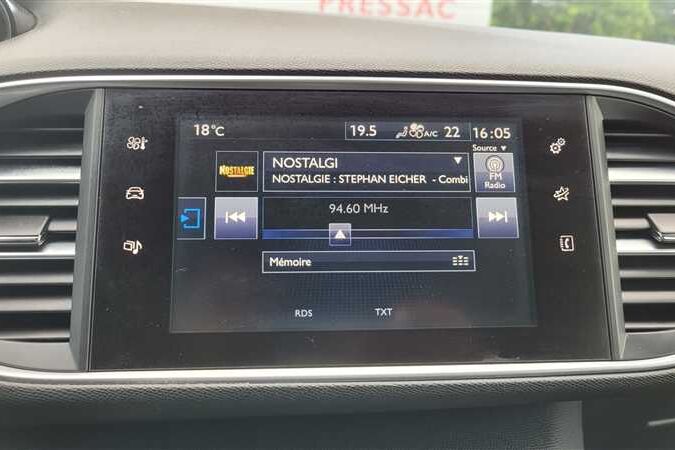 PRESSAC
18°C
19.5 A/C 22 16:05
Source
NOSTALGIE
NOSTALGI
NOSTALGIE : STEPHAN EICHER - Combi
FM
Radio
94.60 MHz
Mémoire
RDS TXT